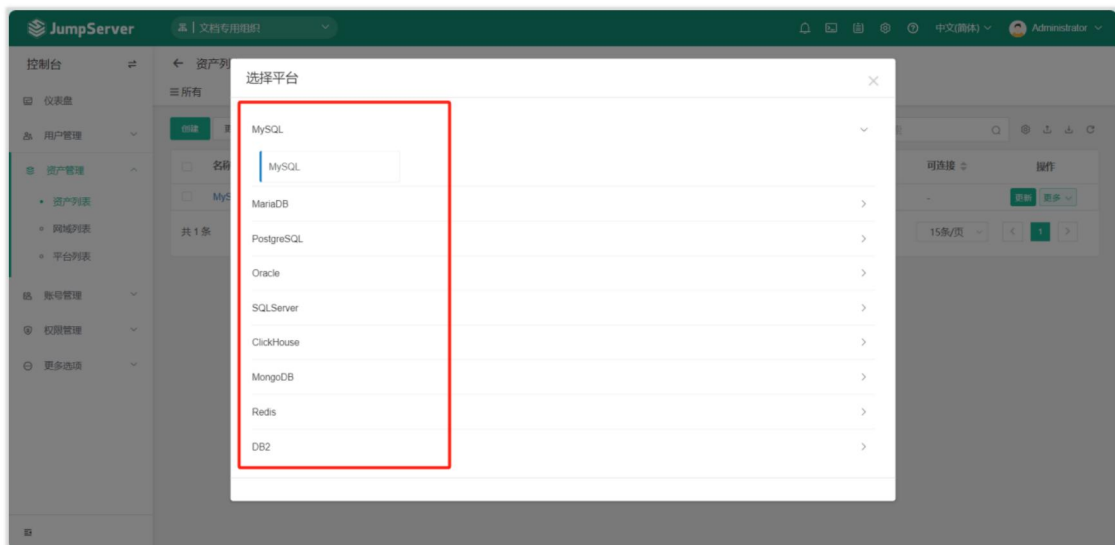 JumpServer
文档专用组织
中文(简体)
Administrator
控制台
← 资产列
选择平台
仪表盘
所有
用户管理
创建
MySQL
资产管理
名称
MySQL
可连接
操作
资产列表
MyS
MariaDB
-
更新
更多
网域列表
共 1 条
PostgreSQL
15条/页
1
平台列表
Oracle
账号管理
SQLServer
权限管理
ClickHouse
更多选项
MongoDB
Redis
DB2